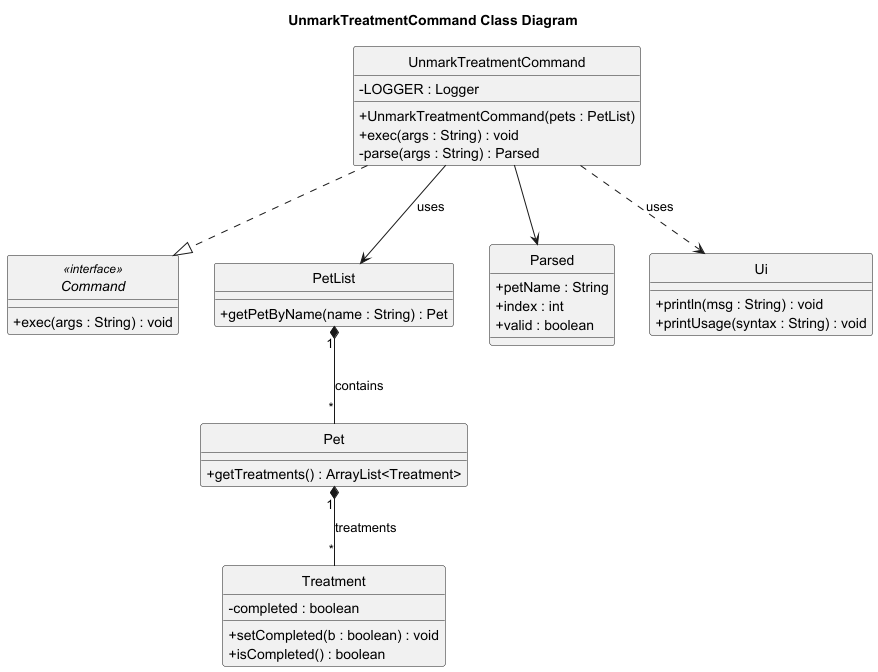 UnmarkTreatmentCommand Class Diagram
UnmarkTreatmentCommand
-LOGGER : Logger
+UnmarkTreatmentCommand(pets : PetList)
+exec(args : String) : void
-parse(args : String) : Parsed
uses
uses
«interface»
Command
+exec(args : String) : void
PetList
+getPetByName(name : String) : Pet
Parsed
+petName : String
+index : int
+valid : boolean
Ui
+println(msg : String) : void
+printUsage(syntax : String) : void
1
contains
*
Pet
+getTreatments() : ArrayList<Treatment>
1
treatments
*
Treatment
-completed : boolean
+setCompleted(b : boolean) : void
+isCompleted() : boolean